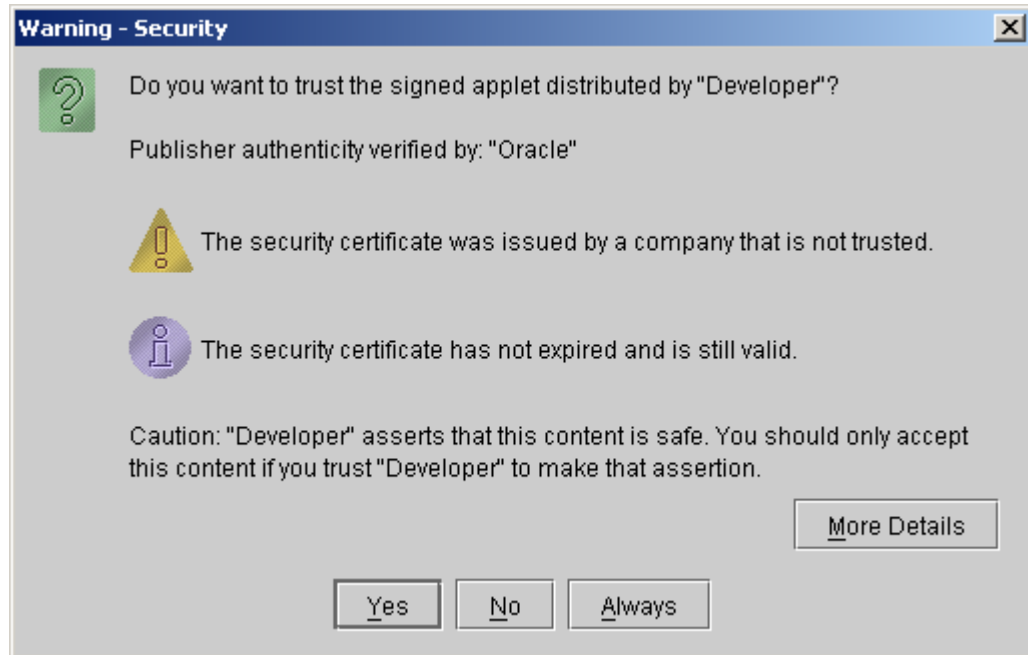 Warning - Security
Do you want to trust the signed applet distributed by "Developer"?
Publisher authenticity verified by: "Oracle"
The security certificate was issued by a company that is not trusted.
The security certificate has not expired and is still valid.
Caution: "Developer" asserts that this content is safe. You should only accept
this content if you trust "Developer" to make that assertion.
More Details
Yes No Always